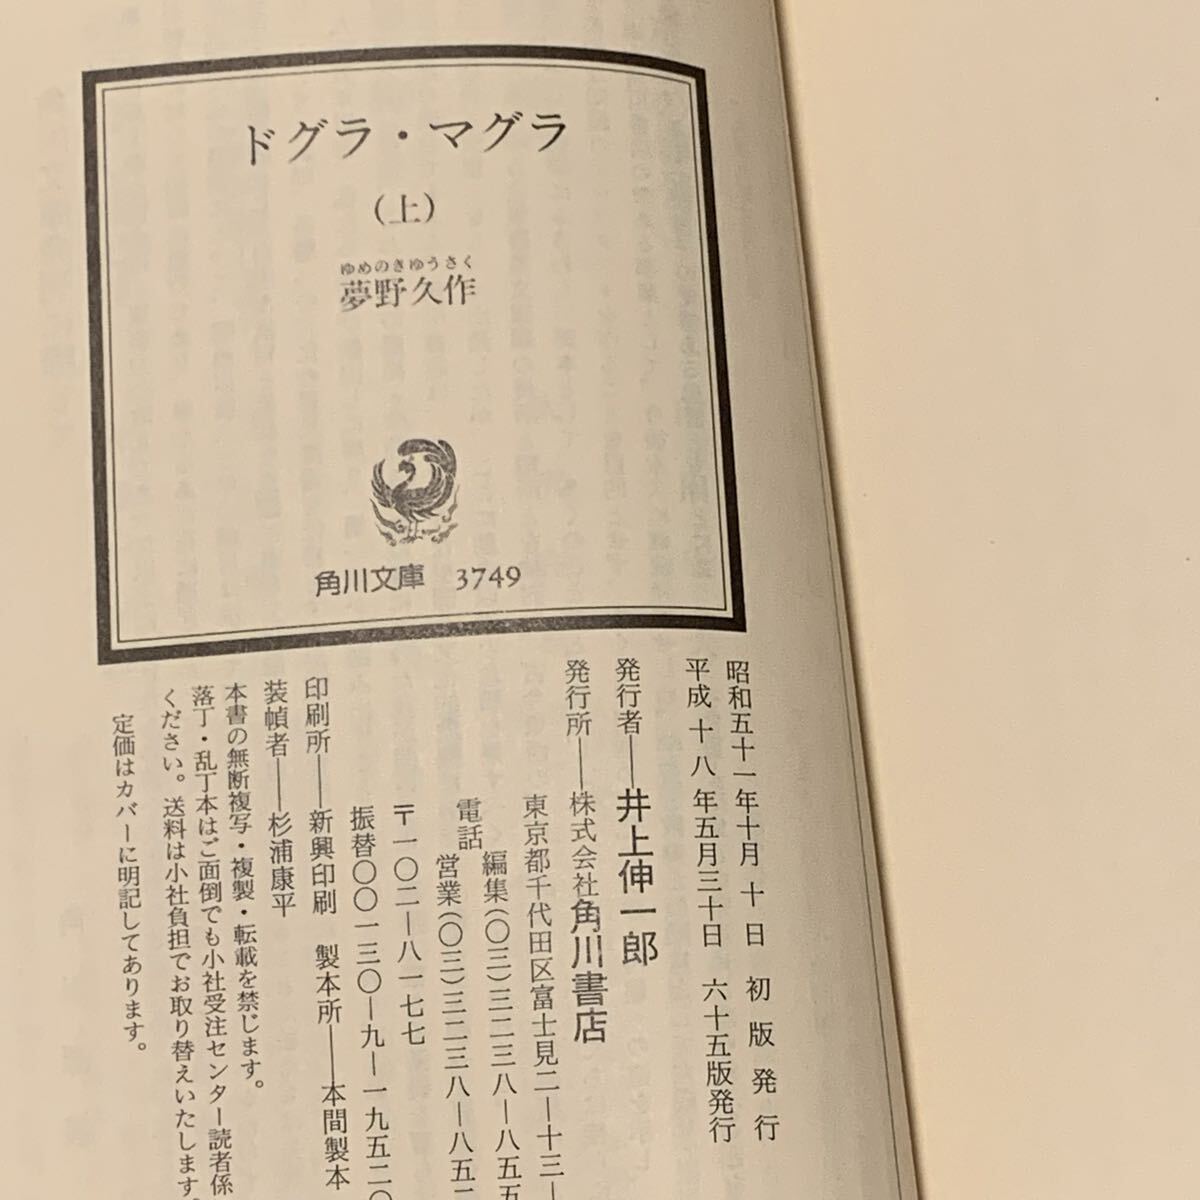 ドグラ・マグラ
（上）
ゆめのきゆうさく
夢野久作
角川文庫 3749
昭和五十一年十月十日 初版発行
平成十八年五月三十日 六十五版発行
発行者――井上伸一郎
発行所――株式会社角川書店
東京都千代田区富士見二―十三―
電話
編集(〇三)三二三八―八五五
営業(〇三)三二三八―八五二
〒一〇二―八一七七
振替〇〇一三〇―九―一九五二〇
印刷所――新興印刷 製本所――本間製本
装幀者――杉浦康平
本書の無断複写・複製・転載を禁じます。
落丁・乱丁本はご面倒でも小社受注センター読者係
ください。送料は小社負担でお取り替えいたします。
定価はカバーに明記してあります。